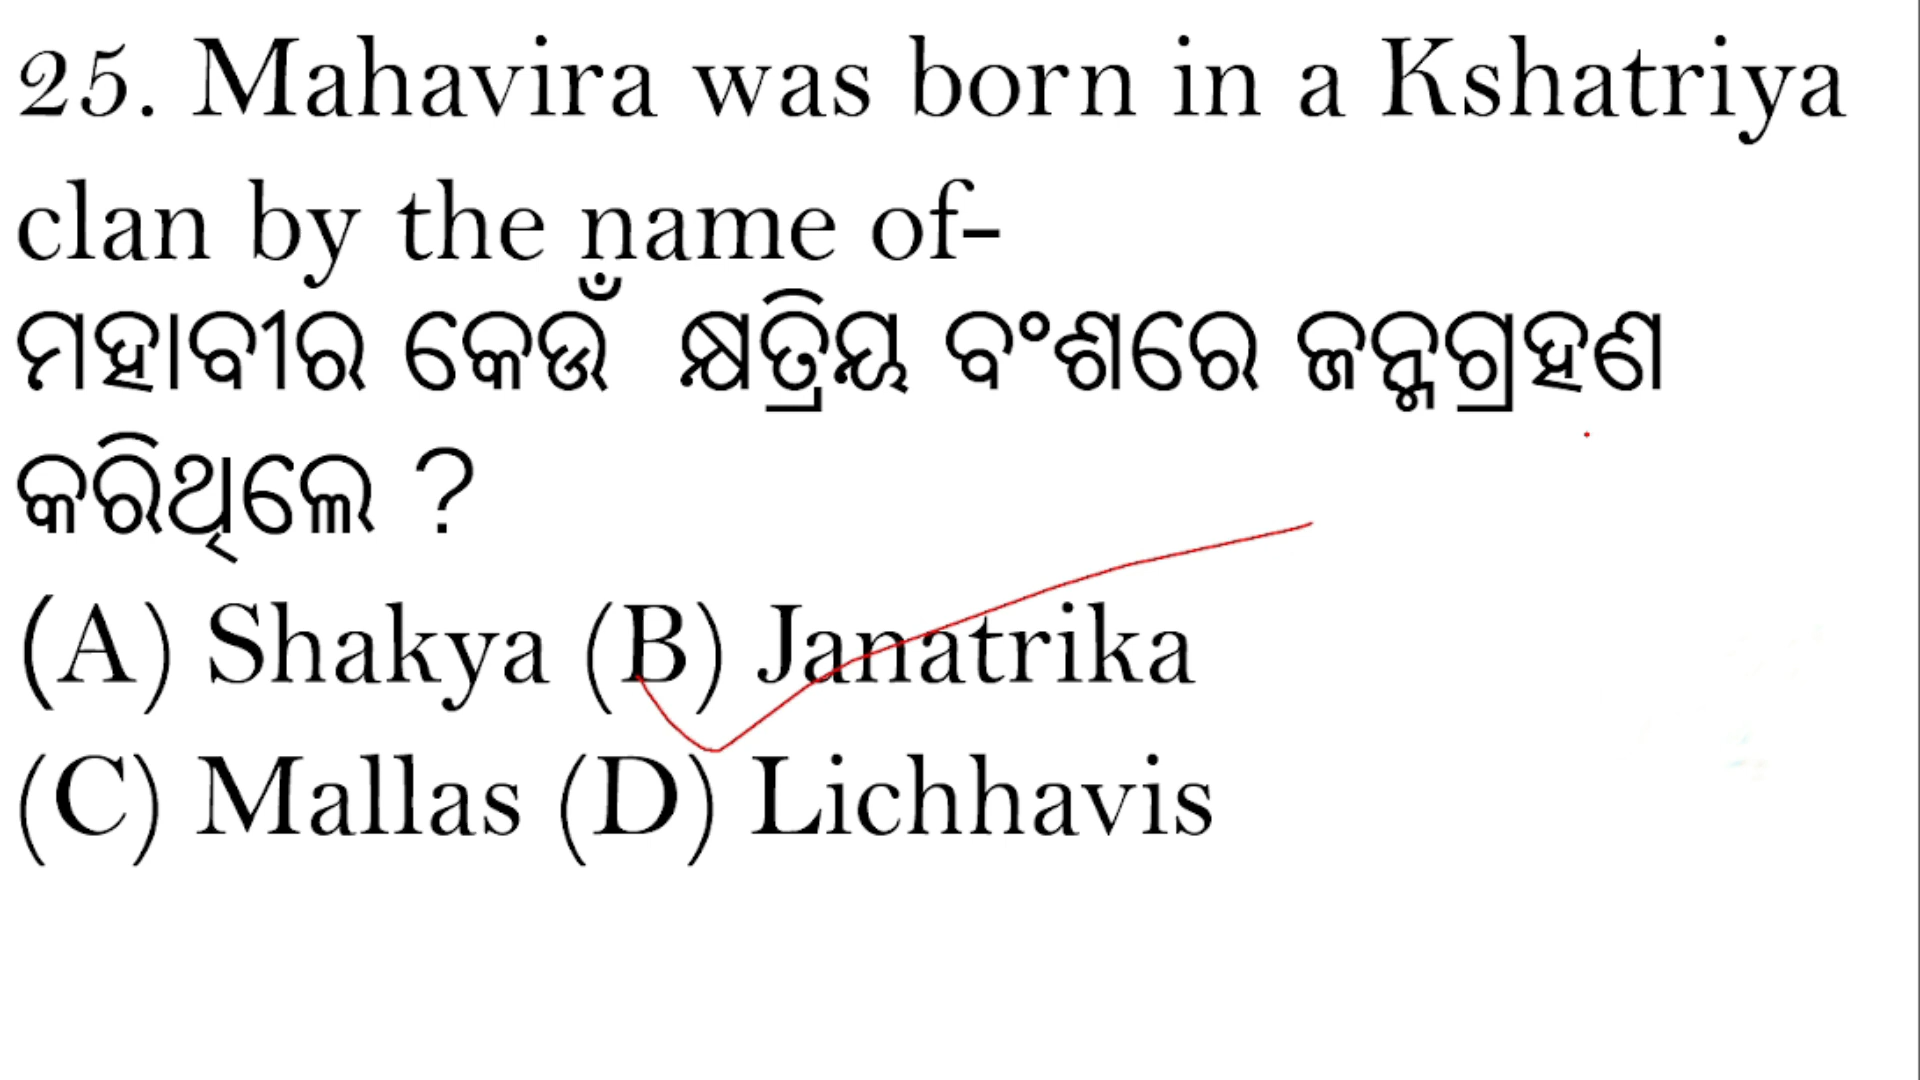 25. Mahavira was born in a Kshatriya
clan by the name of-
ମହାବୀର କେଉଁ କ୍ଷତ୍ରିୟ ବଂଶରେ ଜନ୍ମଗ୍ରହଣ
କରିଥିଲେ ?
(A) Shakya (B) Janatrika
(C) Mallas (D) Lichhavis